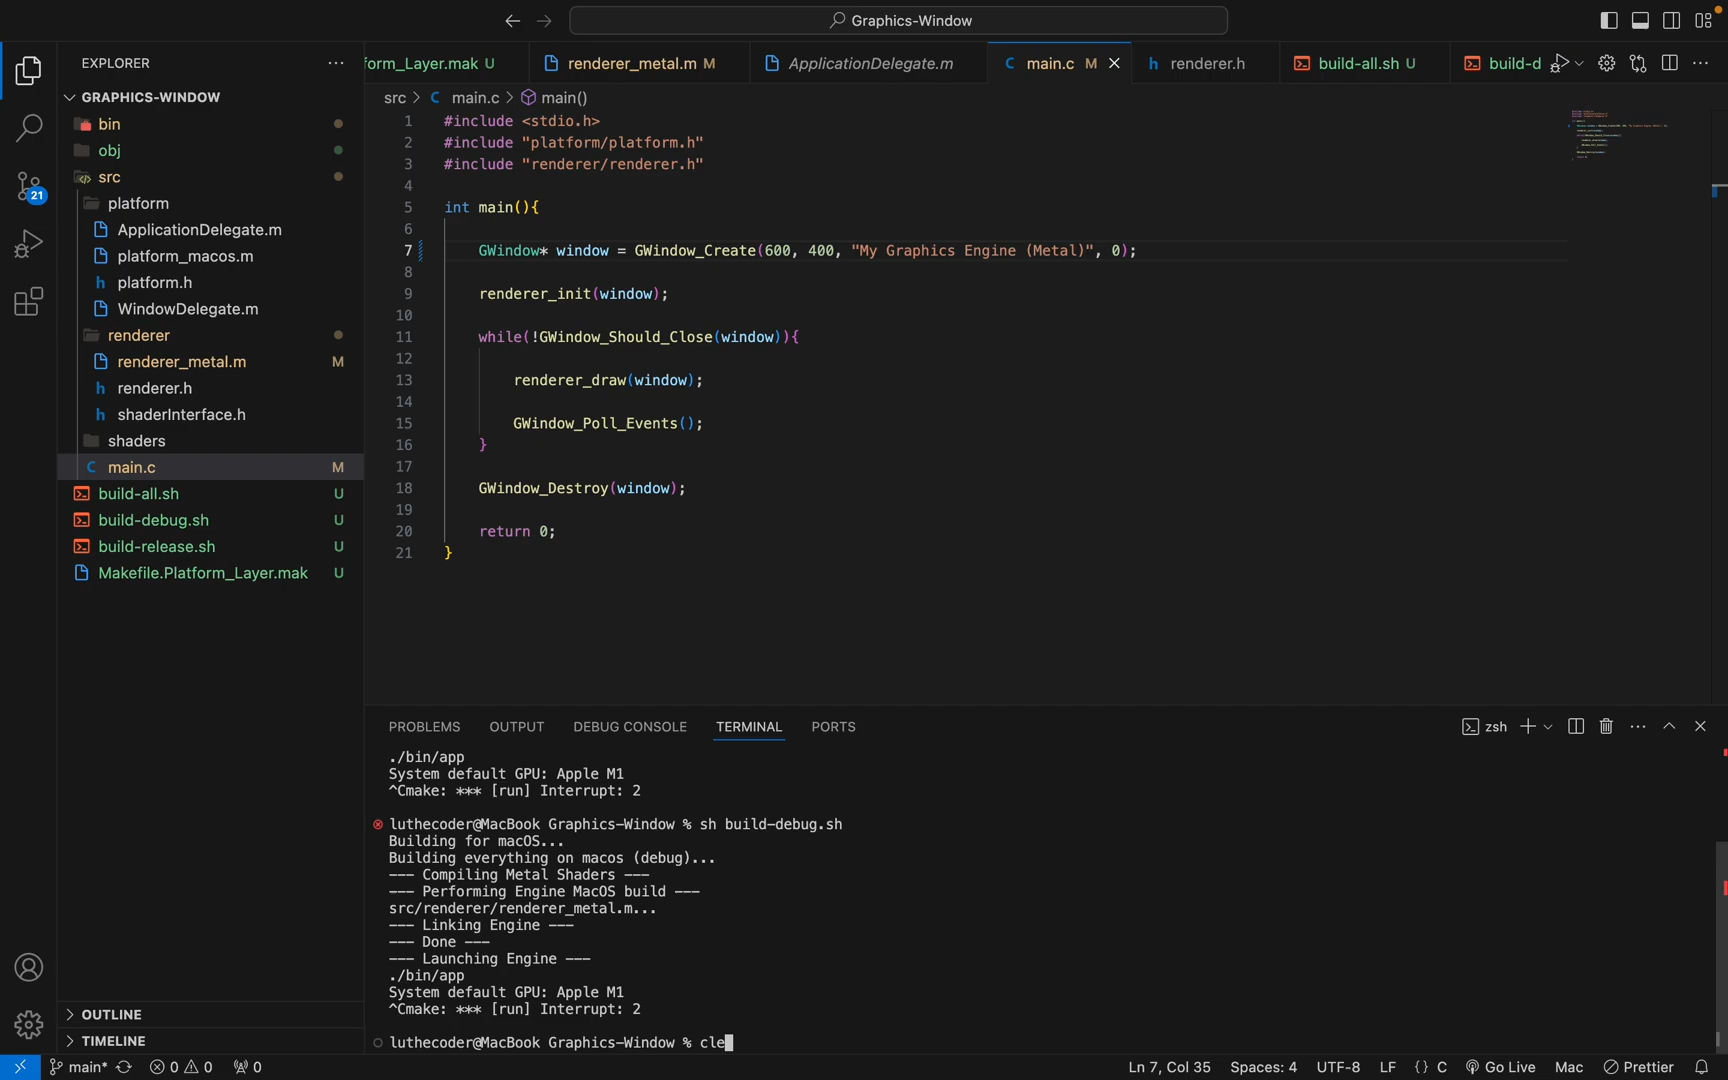 Graphics-Window
EXPLORER
form_Layer.mak U
renderer_metal.m M
ApplicationDelegate.m
C main.c M
h renderer.h
build-all.sh U
build-d
GRAPHICS-WINDOW
bin
obj
src
platform
ApplicationDelegate.m
platform_macos.m
h platform.h
WindowDelegate.m
renderer
renderer_metal.m M
h renderer.h
h shaderInterface.h
shaders
C main.c M
build-all.sh U
build-debug.sh U
build-release.sh U
Makefile.Platform_Layer.mak U
21
OUTLINE
TIMELINE
src > C main.c > main()
1 #include <stdio.h>
2 #include "platform/platform.h"
3 #include "renderer/renderer.h"
4
5 int main(){
6
7 GWindow* window = GWindow_Create(600, 400, "My Graphics Engine (Metal)", 0);
8
9 renderer_init(window);
10
11 while(!GWindow_Should_Close(window)){
12
13 renderer_draw(window);
14
15 GWindow_Poll_Events();
16 }
17
18 GWindow_Destroy(window);
19
20 return 0;
21 }
PROBLEMS OUTPUT DEBUG CONSOLE TERMINAL PORTS
zsh
./bin/app
System default GPU: Apple M1
^Cmake: *** [run] Interrupt: 2
luthecoder@MacBook Graphics-Window % sh build-debug.sh
Building for macOS...
Building everything on macos (debug)...
--- Compiling Metal Shaders ---
--- Performing Engine MacOS build ---
src/renderer/renderer_metal.m...
--- Linking Engine ---
--- Done ---
--- Launching Engine ---
./bin/app
System default GPU: Apple M1
^Cmake: *** [run] Interrupt: 2
luthecoder@MacBook Graphics-Window % cle
main* 0 0 0 Ln 7, Col 35 Spaces: 4 UTF-8 LF {} C Go Live Mac Prettier